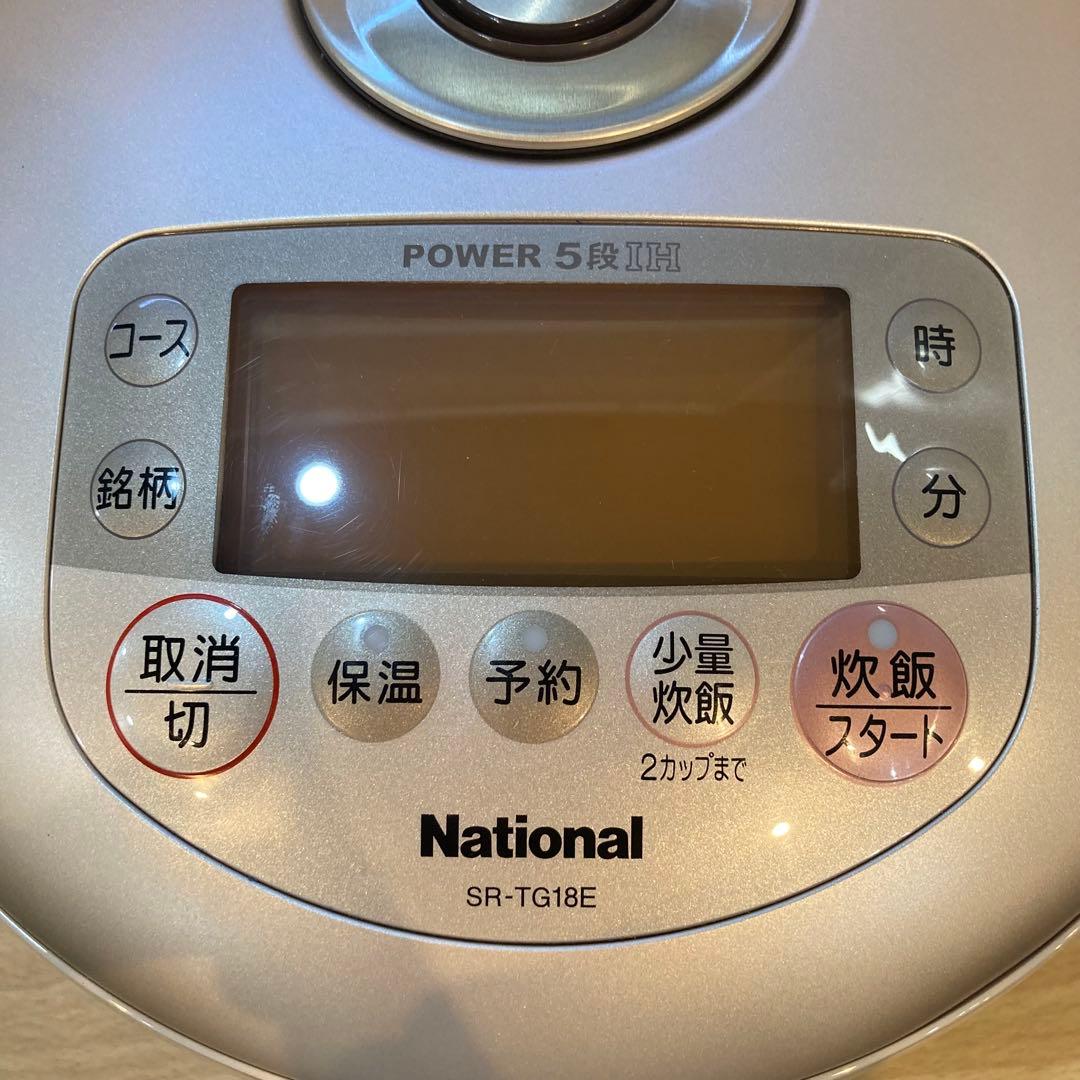 POWER 5段IH
コース
時
銘柄
分
取消
切
保温
予約
少量
炊飯
2カップまで
炊飯
スタート
National
SR-TG18E